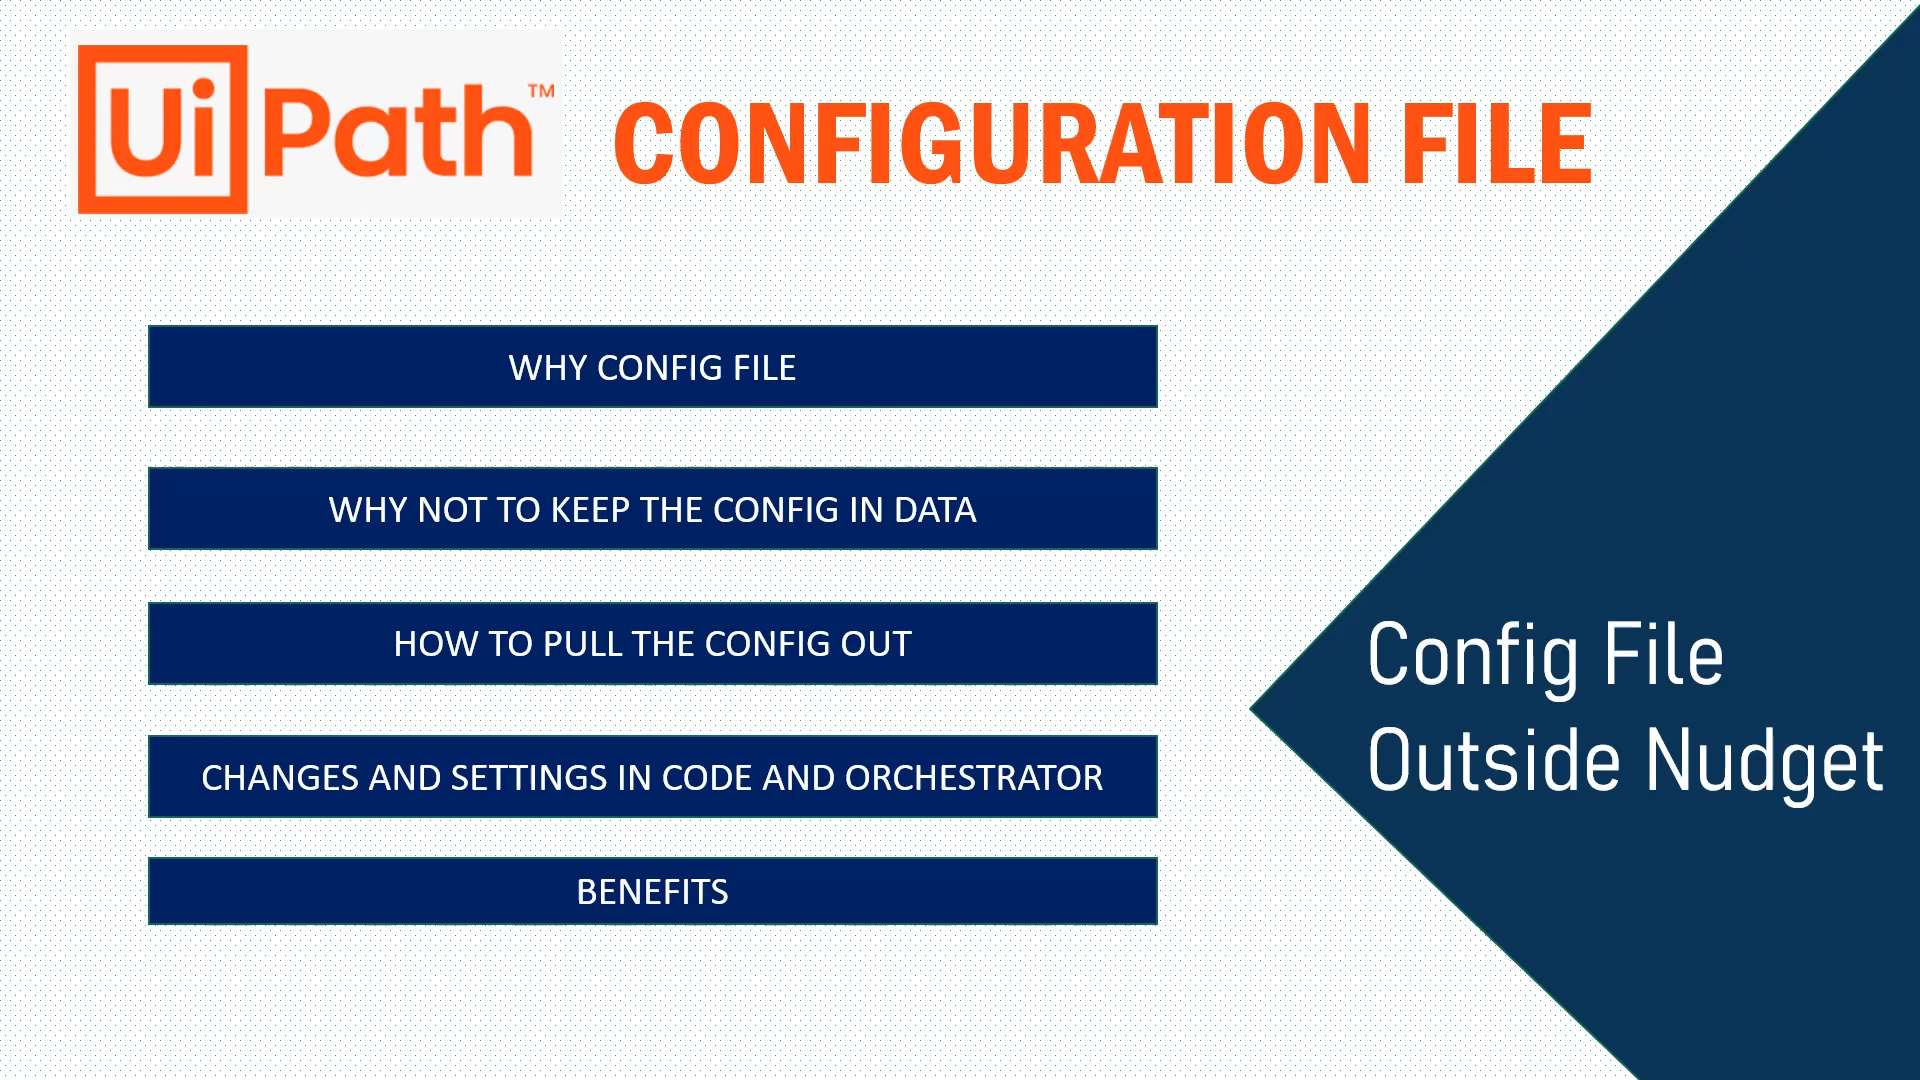 UiPath™
CONFIGURATION FILE
WHY CONFIG FILE
WHY NOT TO KEEP THE CONFIG IN DATA
HOW TO PULL THE CONFIG OUT
CHANGES AND SETTINGS IN CODE AND ORCHESTRATOR
BENEFITS
Config File
Outside Nudget